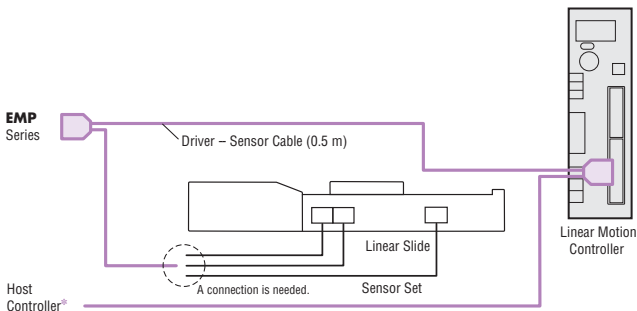 EMP
Series
Driver – Sensor Cable (0.5 m)
Linear Slide
Linear Motion
Controller
A connection is needed.
Sensor Set
Host
Controller*